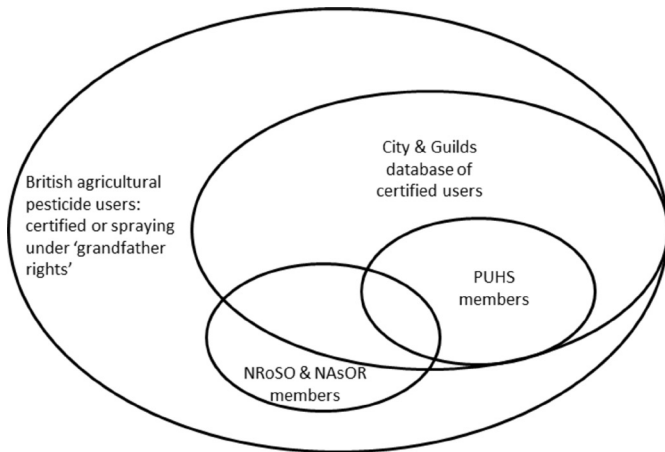 City & Guilds
database of
certified users
British agricultural
pesticide users:
certified or spraying
under ‘grandfather
rights’
PUHS
members
NRoSO & NAsOR
members